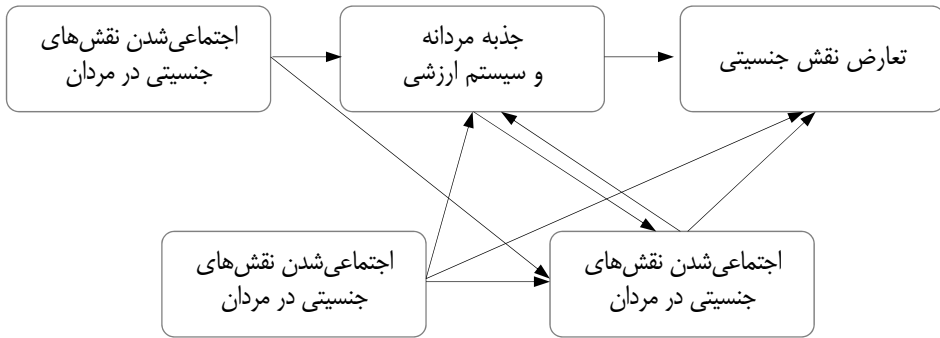 اجتماعی‌شدن نقش‌های
جنسیتی در مردان
جذبه مردانه
و سیستم ارزشی
تعارض نقش جنسیتی
اجتماعی‌شدن نقش‌های
جنسیتی در مردان
اجتماعی‌شدن نقش‌های
جنسیتی در مردان